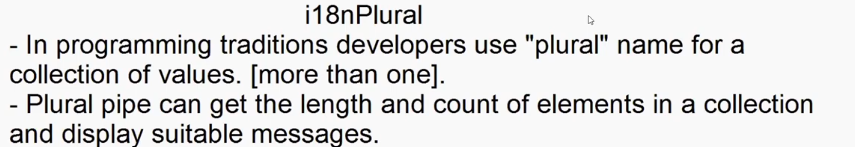 i18nPlural
- In programming traditions developers use "plural" name for a
collection of values. [more than one].
- Plural pipe can get the length and count of elements in a collection
and display suitable messages.